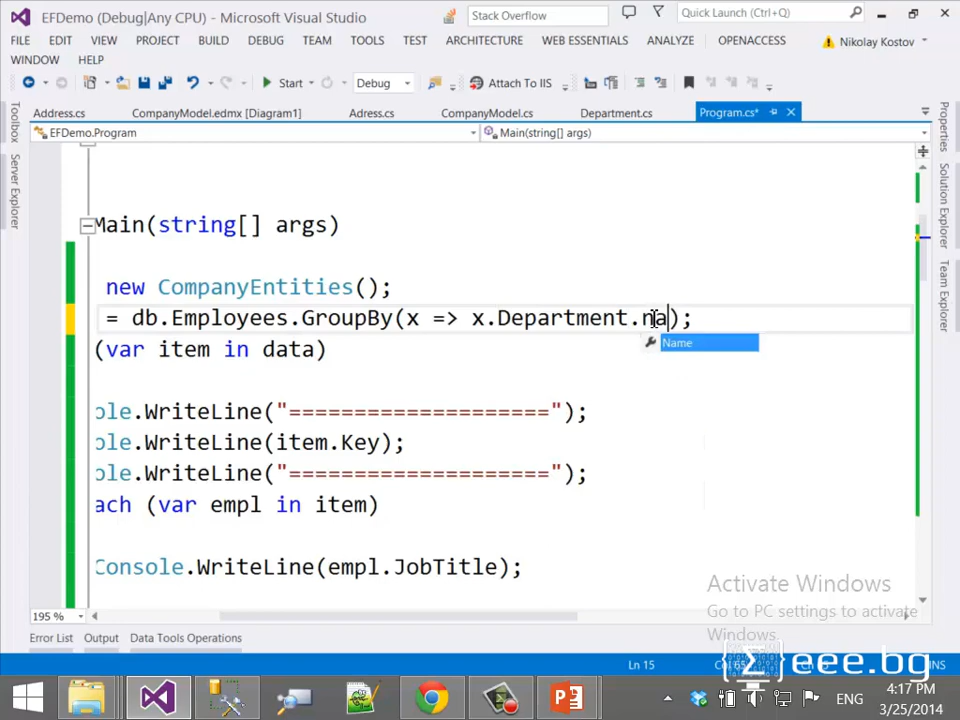 EFDemo (Debug|Any CPU) - Microsoft Visual Studio
Stack Overflow
Quick Launch (Ctrl+Q)
FILE EDIT VIEW PROJECT BUILD DEBUG TEAM TOOLS TEST ARCHITECTURE WEB ESSENTIALS ANALYZE OPENACCESS Nikolay Kostov
WINDOW HELP
Start Debug Attach To IIS
Address.cs CompanyModel.edmx [Diagram1] Adress.cs CompanyModel.cs Department.cs Program.cs*
EFDemo.Program Main(string[] args)
Toolbox
Server Explorer
Main(string[] args)
new CompanyEntities();
= db.Employees.GroupBy(x => x.Department.na);
Name
(var item in data)
ole.WriteLine("====================");
ole.WriteLine(item.Key);
ole.WriteLine("====================");
ach (var empl in item)
Console.WriteLine(empl.JobTitle);
Properties
Solution Explorer
Team Explorer
Activate Windows
Go to PC settings to activate
Windows.
195 %
Error List Output Data Tools Operations
Ln 15
eee.bg
ENG
4:17 PM
3/25/2014